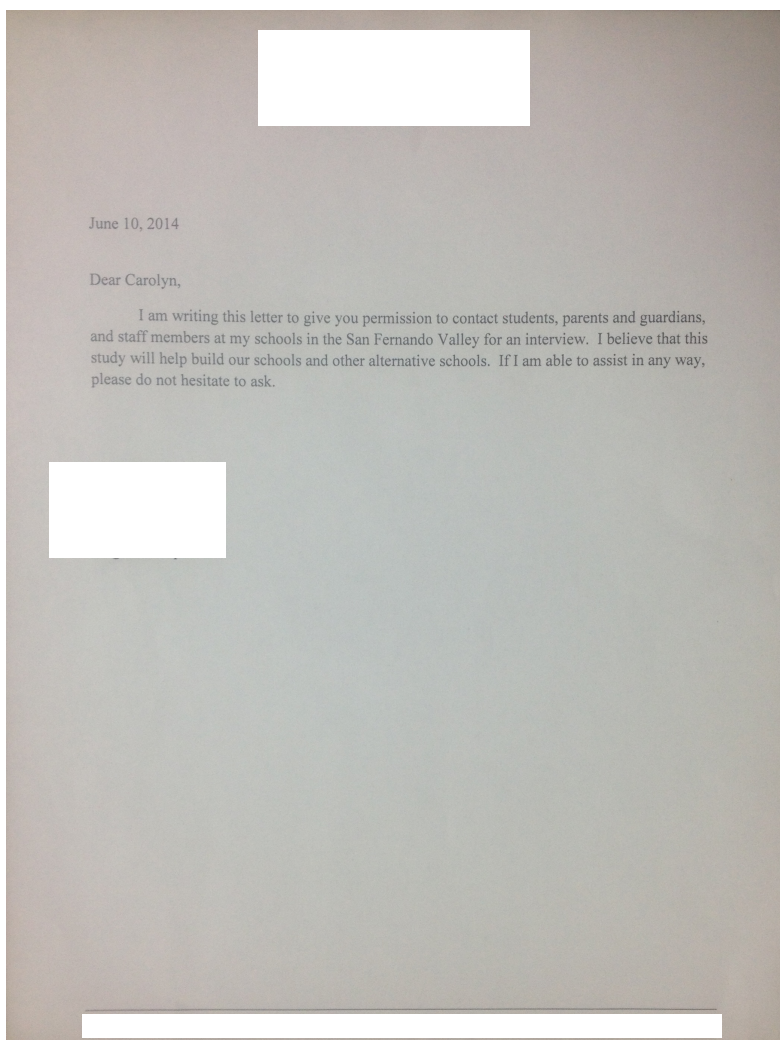 June 10, 2014
Dear Carolyn,
I am writing this letter to give you permission to contact students, parents and guardians,
and staff members at my schools in the San Fernando Valley for an interview.  I believe that this
study will help build our schools and other alternative schools.  If I am able to assist in any way,
please do not hesitate to ask.